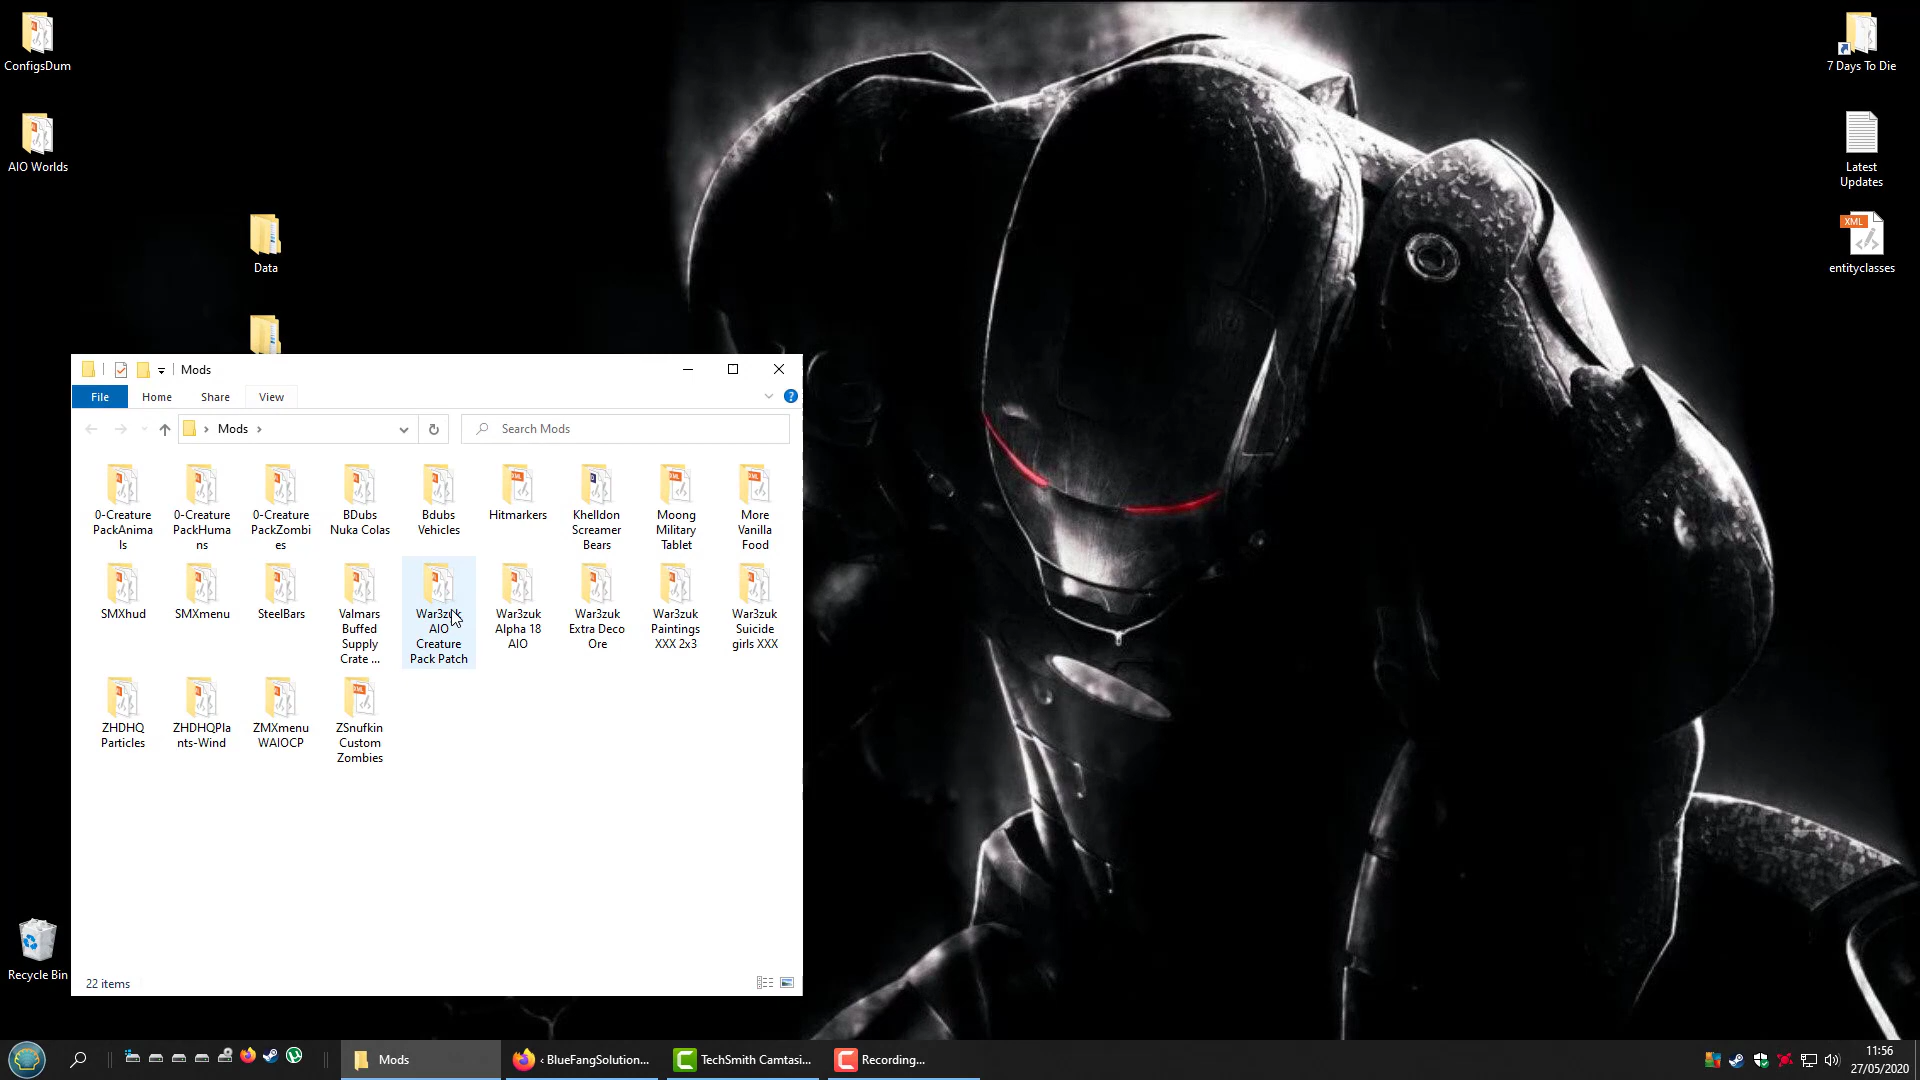 ConfigsDum
AIO Worlds
Data
7 Days To Die
Latest
Updates
XML
entityclasses
Mods
File
Home
Share
View
Mods
Search Mods
0-Creature
PackAnima
ls
0-Creature
PackHuma
ns
0-Creature
PackZombi
es
BDubs
Nuka Colas
Bdubs
Vehicles
Hitmarkers
Khelldon
Screamer
Bears
Moong
Military
Tablet
More
Vanilla
Food
SMXhud
SMXmenu
SteelBars
Valmars
Buffed
Supply
Crate ...
War3zuk
AIO
Creature
Pack Patch
War3zuk
Alpha 18
AIO
War3zuk
Extra Deco
Ore
War3zuk
Paintings
XXX 2x3
War3zuk
Suicide
girls XXX
ZHDHQ
Particles
ZHDHQPla
nts-Wind
ZMXmenu
WAIOCP
ZSnufkin
Custom
Zombies
22 items
Recycle Bin
Mods
‹ BlueFangSolution...
TechSmith Camtasi...
Recording...
11:56
27/05/2020